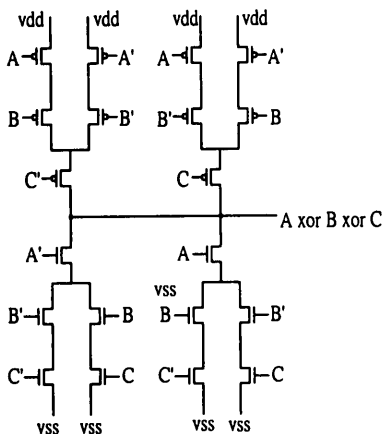 vdd vdd vdd vdd
A A' A A'
B B' B' B
C' C
A xor B xor C
A' A
vss
B' B B B'
C' C C' C
vss vss vss vss